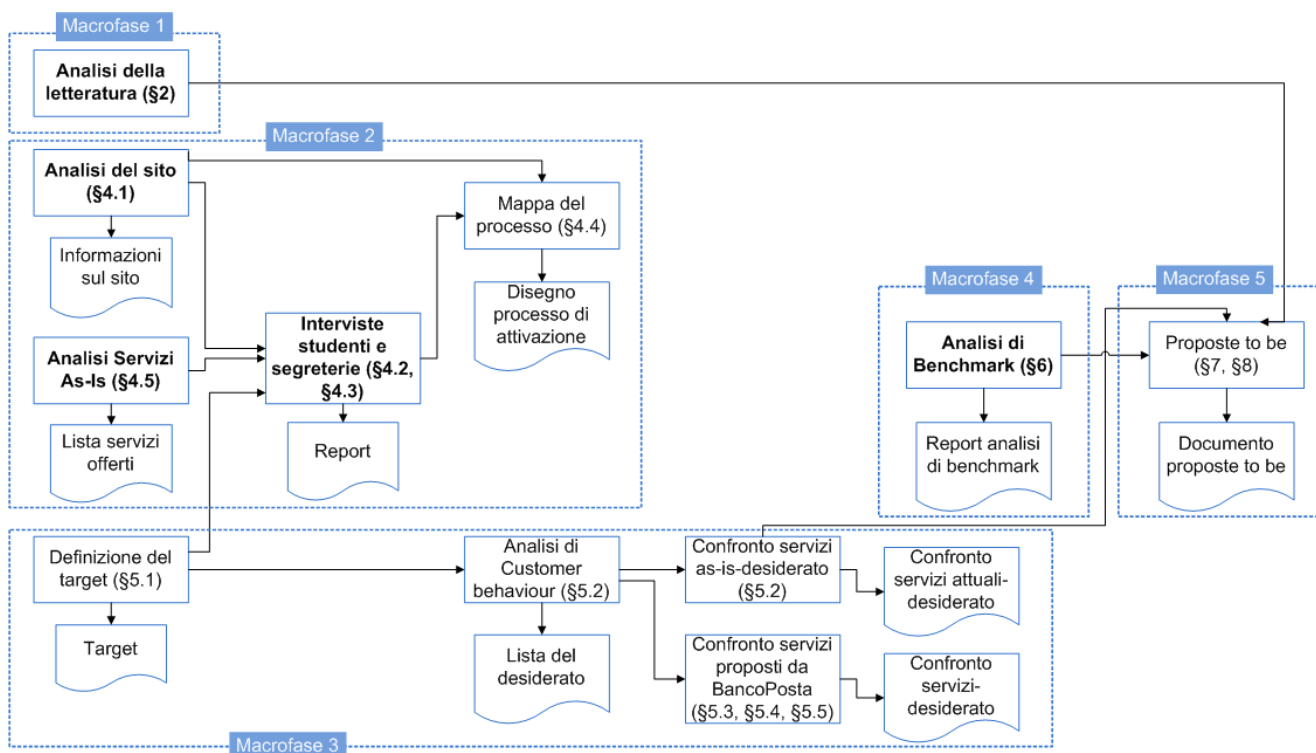 Macrofase 1
Analisi della
letteratura (§2)
Macrofase 2
Analisi del sito
(§4.1)
Informazioni
sul sito
Analisi Servizi
As-Is (§4.5)
Lista servizi
offerti
Interviste
studenti e
segreterie (§4.2,
§4.3)
Report
Mappa del
processo (§4.4)
Disegno
processo di
attivazione
Macrofase 4
Analisi di
Benchmark (§6)
Report analisi
di benchmark
Macrofase 5
Proposte to be
(§7, §8)
Documento
proposte to be
Definizione del
target (§5.1)
Target
Analisi di
Customer
behaviour (§5.2)
Lista del
desiderato
Confronto servizi
as-is-desiderato
(§5.2)
Confronto
servizi attuali-
desiderato
Confronto servizi
proposti da
BancoPosta
(§5.3, §5.4, §5.5)
Confronto
servizi-
desiderato
Macrofase 3